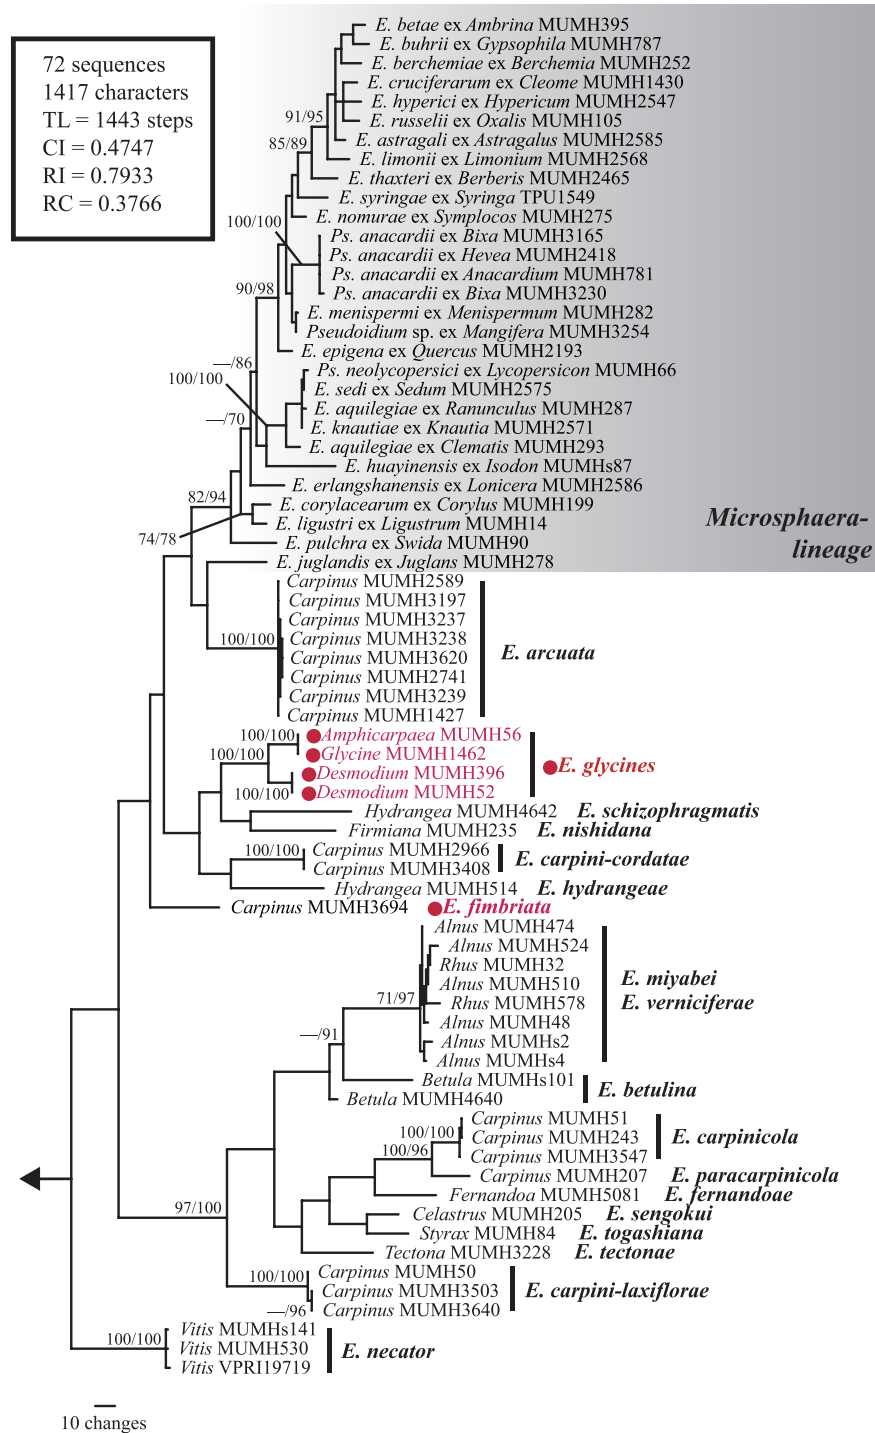 72 sequences
1417 characters
TL = 1443 steps
CI = 0.4747
RI = 0.7933
RC = 0.3766
E. betae ex Ambrina MUMH395
E. buhrii ex Gypsophila MUMH787
E. berchemiae ex Berchemia MUMH252
E. cruciferarum ex Cleome MUMH1430
E. hyperici ex Hypericum MUMH2547
91/95
E. russelii ex Oxalis MUMH105
85/89
E. astragali ex Astragalus MUMH2585
E. limonii ex Limonium MUMH2568
E. thaxteri ex Berberis MUMH2465
E. syringae ex Syringa TPU1549
E. nomurae ex Symplocos MUMH275
100/100
Ps. anacardii ex Bixa MUMH3165
Ps. anacardii ex Hevea MUMH2418
Ps. anacardii ex Anacardium MUMH781
90/98
Ps. anacardii ex Bixa MUMH3230
E. menispermi ex Menispermum MUMH282
Pseudoidium sp. ex Mangifera MUMH3254
E. epigena ex Quercus MUMH2193
—/86
100/100
Ps. neolycopersici ex Lycopersicon MUMH66
E. sedi ex Sedum MUMH2575
E. aquilegiae ex Ranunculus MUMH287
—/70
E. knautiae ex Knautia MUMH2571
E. aquilegiae ex Clematis MUMH293
E. huayinensis ex Isodon MUMHs87
E. erlangshanensis ex Lonicera MUMH2586
82/94
E. corylacearum ex Corylus MUMH199
E. ligustri ex Ligustrum MUMH14
74/78
E. pulchra ex Swida MUMH90
E. juglandis ex Juglans MUMH278
Microsphaera-
lineage
Carpinus MUMH2589
Carpinus MUMH3197
Carpinus MUMH3237
100/100
Carpinus MUMH3238
Carpinus MUMH3620
Carpinus MUMH2741
Carpinus MUMH3239
Carpinus MUMH1427
E. arcuata
100/100
Amphicarpaea MUMH56
100/100
Glycine MUMH1462
Desmodium MUMH396
100/100
Desmodium MUMH52
E. glycines
Hydrangea MUMH4642 E. schizophragmatis
Firmiana MUMH235 E. nishidana
100/100
Carpinus MUMH2966
Carpinus MUMH3408
E. carpini-cordatae
Hydrangea MUMH514 E. hydrangeae
Carpinus MUMH3694 E. fimbriata
Alnus MUMH474
Alnus MUMH524
Rhus MUMH32
Alnus MUMH510
71/97
Rhus MUMH578
Alnus MUMH48
Alnus MUMHs2
Alnus MUMHs4
E. miyabei
E. verniciferae
—/91
Betula MUMHs101
Betula MUMH4640
E. betulina
Carpinus MUMH51
100/100
Carpinus MUMH243
100/96
Carpinus MUMH3547
E. carpinicola
Carpinus MUMH207 E. paracarpinicola
Fernandoa MUMH5081 E. fernandoae
97/100
Celastrus MUMH205 E. sengokui
Styrax MUMH84 E. togashiana
Tectona MUMH3228 E. tectonae
100/100
Carpinus MUMH50
Carpinus MUMH3503
—/96
Carpinus MUMH3640
E. carpini-laxiflorae
Vitis MUMHs141
100/100
Vitis MUMH530
Vitis VPRI19719
E. necator
10 changes